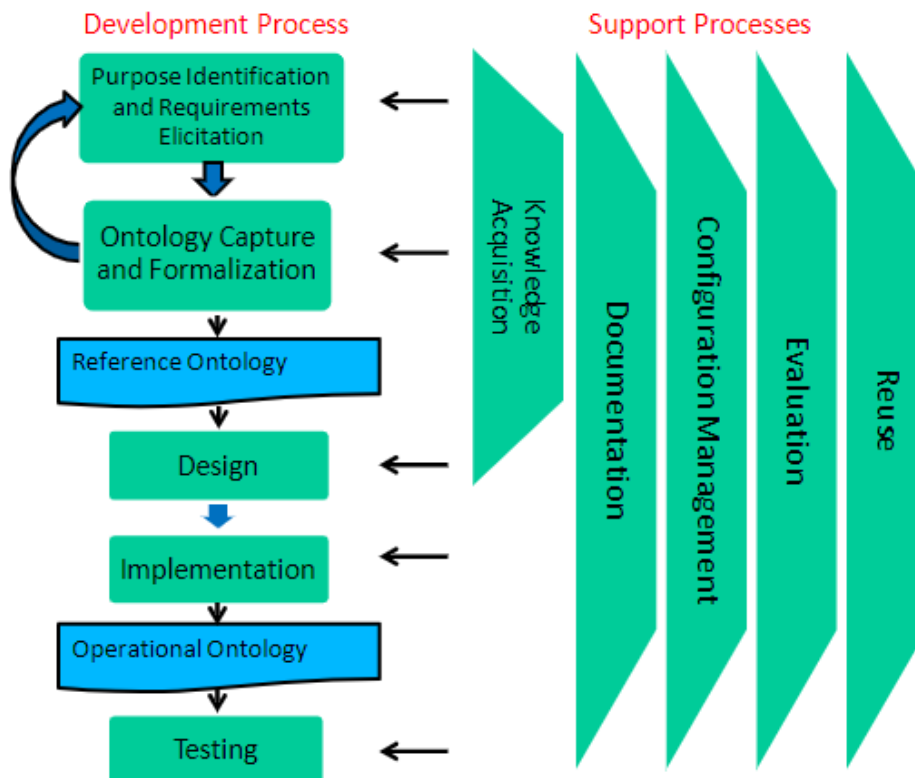 Development Process
Support Processes
Purpose Identification
and Requirements
Elicitation
Ontology Capture
and Formalization
Reference Ontology
Design
Implementation
Operational Ontology
Testing
Knowledge
Acquisition
Documentation
Configuration Management
Evaluation
Reuse